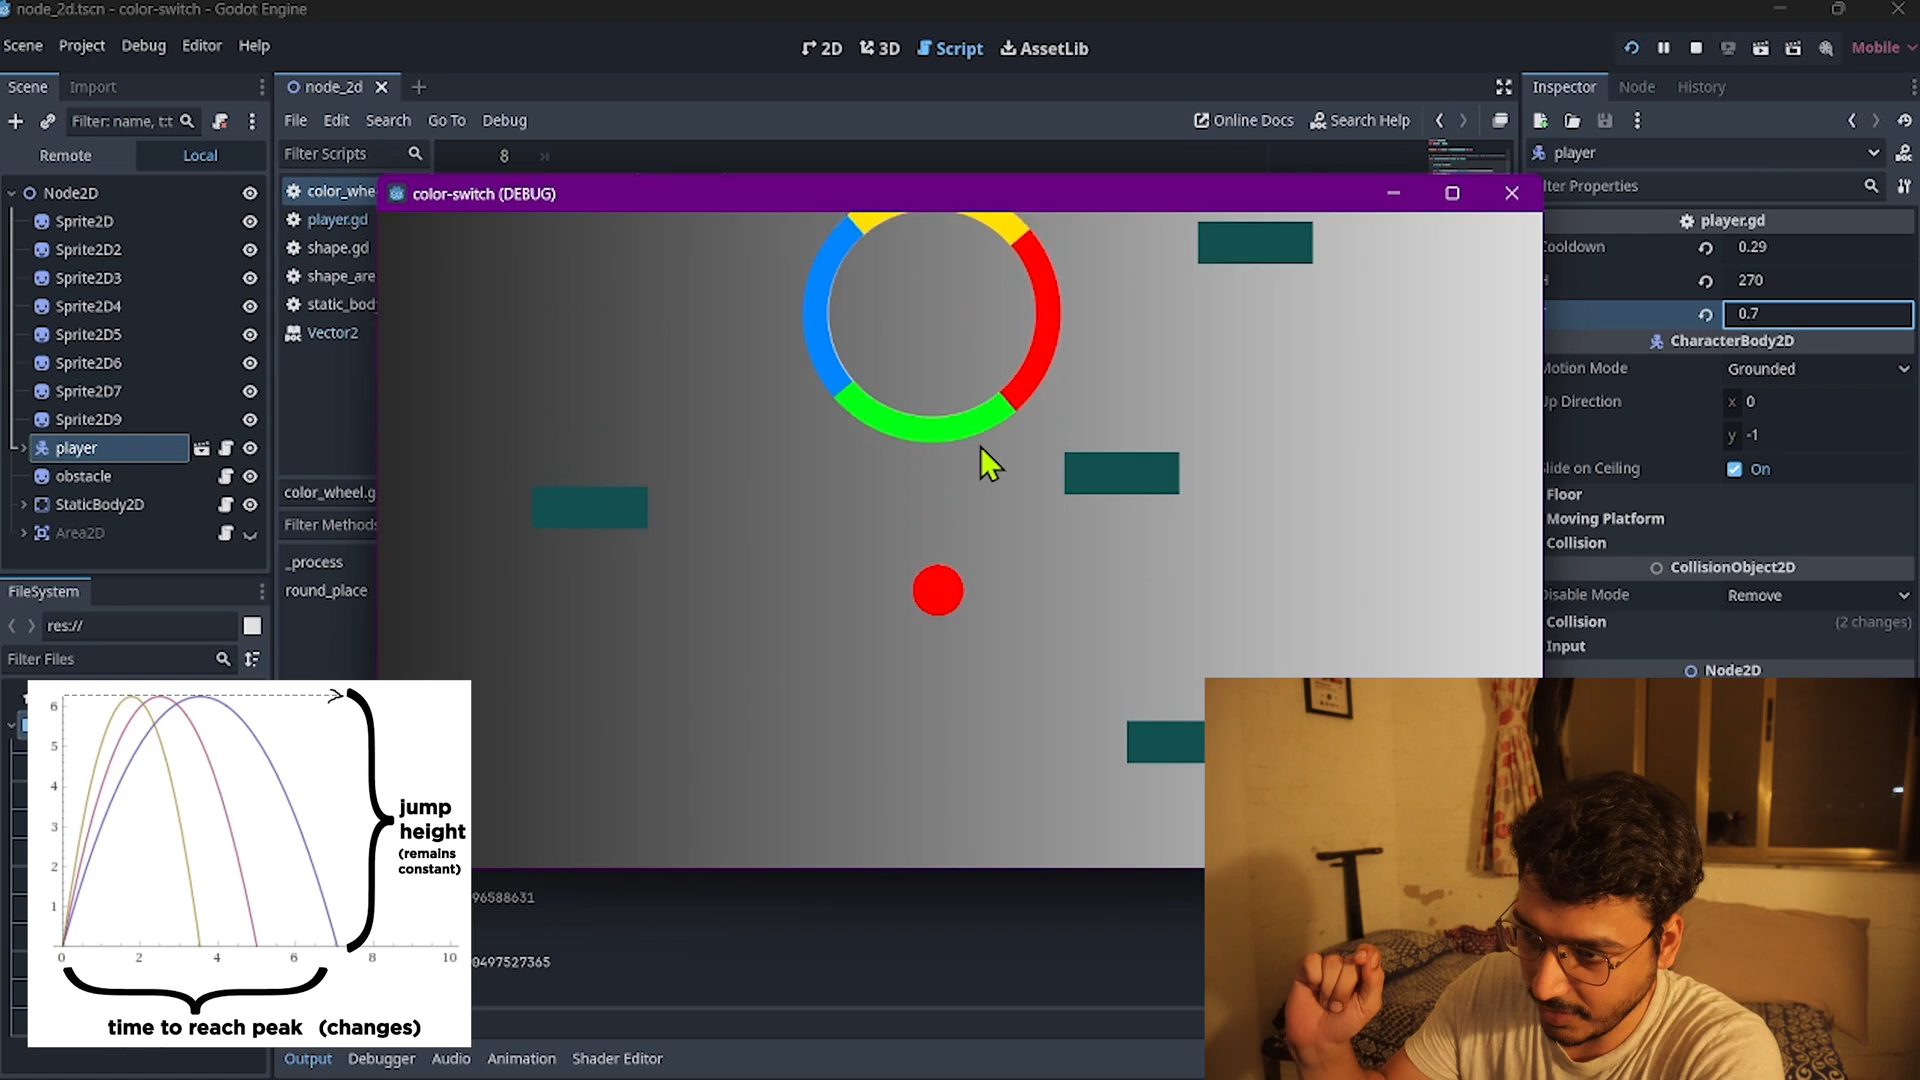 node_2d.tscn - color-switch - Godot Engine
Scene Project Debug Editor Help
2D 3D Script AssetLib
Mobile
Scene Import
node_2d
Inspector Node History
Filter: name, t:t
File Edit Search Go To Debug
Online Docs Search Help
Remote Local
Filter Scripts
8
player
Node2D
color_whe
color-switch (DEBUG)
lter Properties
Sprite2D
player.gd
player.gd
Sprite2D2
shape.gd
ooldown 0.29
Sprite2D3
shape_are
270
Sprite2D4
static_bod
0.7
Sprite2D5
Vector2
CharacterBody2D
Sprite2D6
Motion Mode Grounded
Sprite2D7
Up Direction x 0
Sprite2D9
y -1
player
obstacle
lide on Ceiling On
StaticBody2D
color_wheel.g
Floor
Area2D
Filter Methods
Moving Platform
Collision
_process
CollisionObject2D
FileSystem
round_place
Disable Mode Remove
res://
Collision (2 changes)
Filter Files
Input
Node2D
6
5
4
3
2
1
0 2 4 6 8 10
jump
height
(remains
constant)
time to reach peak (changes)
96588631
0497527365
Output Debugger Audio Animation Shader Editor